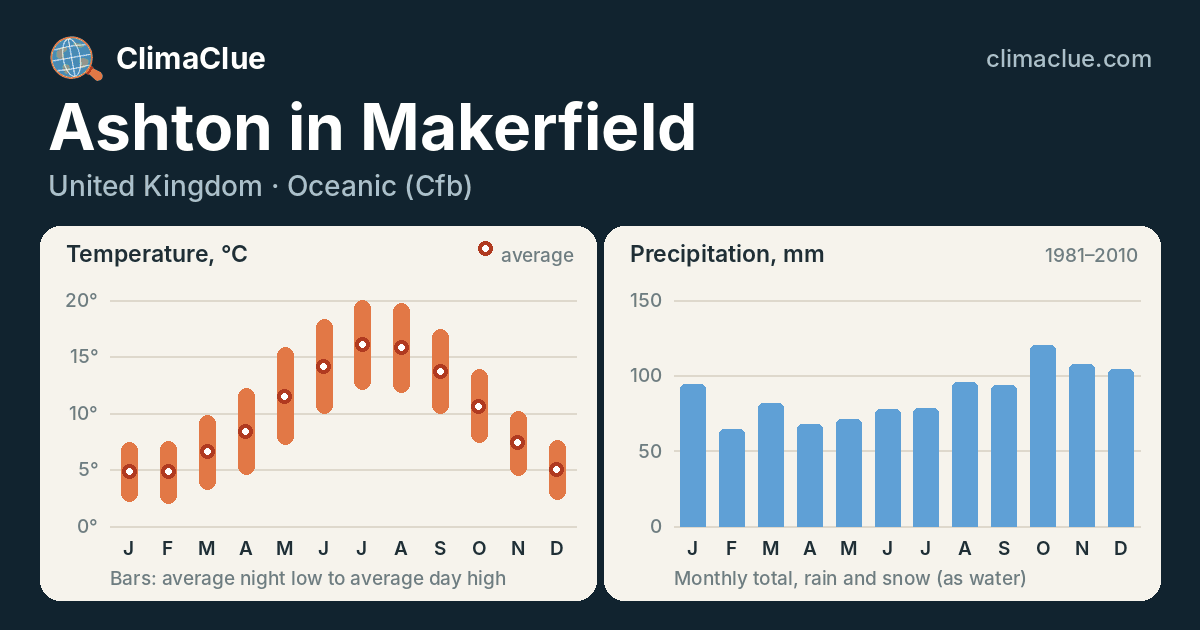 ClimaClue
climaclue.com
Ashton in Makerfield
United Kingdom · Oceanic (Cfb)
Temperature, °C
average
20°
15°
10°
5°
0°
J F M A M J J A S O N D
Bars: average night low to average day high
Precipitation, mm
1981–2010
150
100
50
0
J F M A M J J A S O N D
Monthly total, rain and snow (as water)